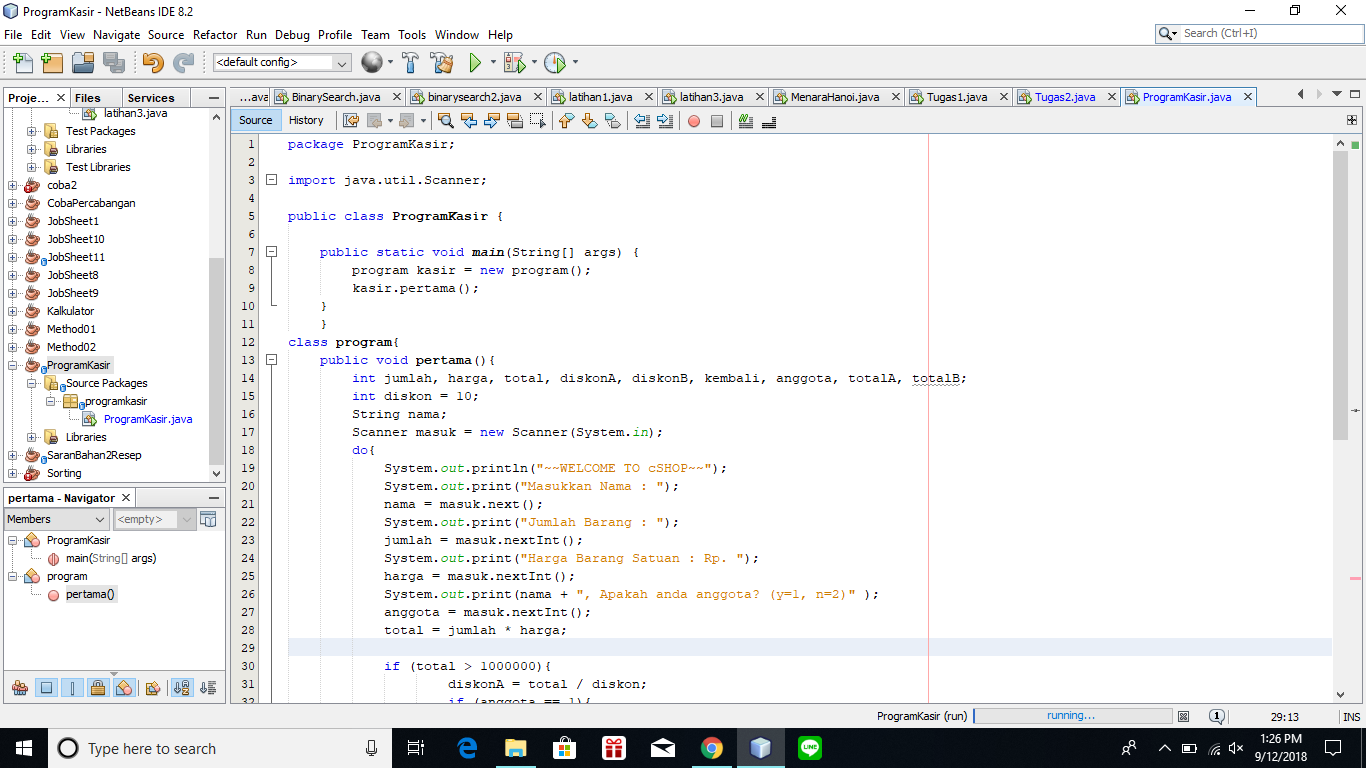 ProgramKasir - NetBeans IDE 8.2
File Edit View Navigate Source Refactor Run Debug Profile Team Tools Window Help
Search (Ctrl+I)
<default config>
Proje... Files Services
latihan3.java
Test Packages
Libraries
Test Libraries
coba2
CobaPercabangan
JobSheet1
JobSheet10
JobSheet11
JobSheet8
JobSheet9
Kalkulator
Method01
Method02
ProgramKasir
Source Packages
programkasir
ProgramKasir.java
Libraries
SaranBahan2Resep
Sorting
pertama - Navigator
Members <empty>
ProgramKasir
main(String[] args)
program
pertama()
...ava BinarySearch.java binarysearch2.java latihan1.java latihan3.java MenaraHanoi.java Tugas1.java Tugas2.java ProgramKasir.java
Source History
1 package ProgramKasir;
2
3 import java.util.Scanner;
4
5 public class ProgramKasir {
6
7 public static void main(String[] args) {
8 program kasir = new program();
9 kasir.pertama();
10 }
11 }
12 class program{
13 public void pertama(){
14 int jumlah, harga, total, diskonA, diskonB, kembali, anggota, totalA, totalB;
15 int diskon = 10;
16 String nama;
17 Scanner masuk = new Scanner(System.in);
18 do{
19 System.out.println("~~WELCOME TO cSHOP~~");
20 System.out.print("Masukkan Nama : ");
21 nama = masuk.next();
22 System.out.print("Jumlah Barang : ");
23 jumlah = masuk.nextInt();
24 System.out.print("Harga Barang Satuan : Rp. ");
25 harga = masuk.nextInt();
26 System.out.print(nama + ", Apakah anda anggota? (y=1, n=2)" );
27 anggota = masuk.nextInt();
28 total = jumlah * harga;
29
30 if (total > 1000000){
31 diskonA = total / diskon;
32 if (anggota == 1){
ProgramKasir (run) running... 1 29:13 INS
Type here to search
LINE
1:26 PM
9/12/2018